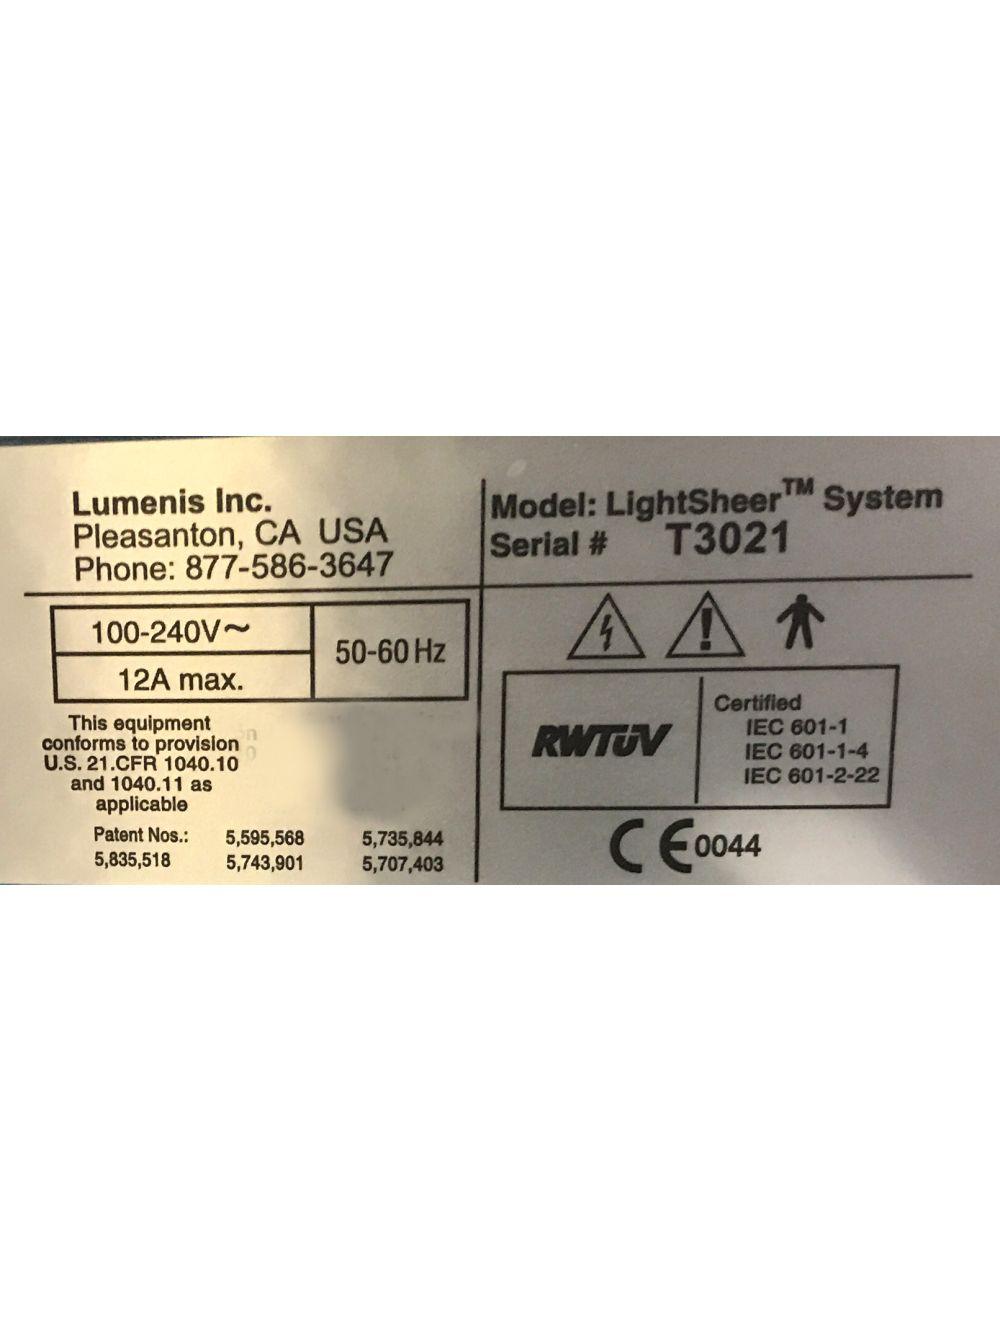 Lumenis Inc.
Pleasanton, CA USA
Phone: 877-586-3647
Model: LightSheer™ System
Serial # T3021
100-240V~
12A max.
50-60 Hz
This equipment
conforms to provision
U.S. 21.CFR 1040.10
and 1040.11 as
applicable
Patent Nos.: 5,595,568 5,735,844
5,835,518 5,743,901 5,707,403
RWTÜV
Certified
IEC 601-1
IEC 601-1-4
IEC 601-2-22
CE0044